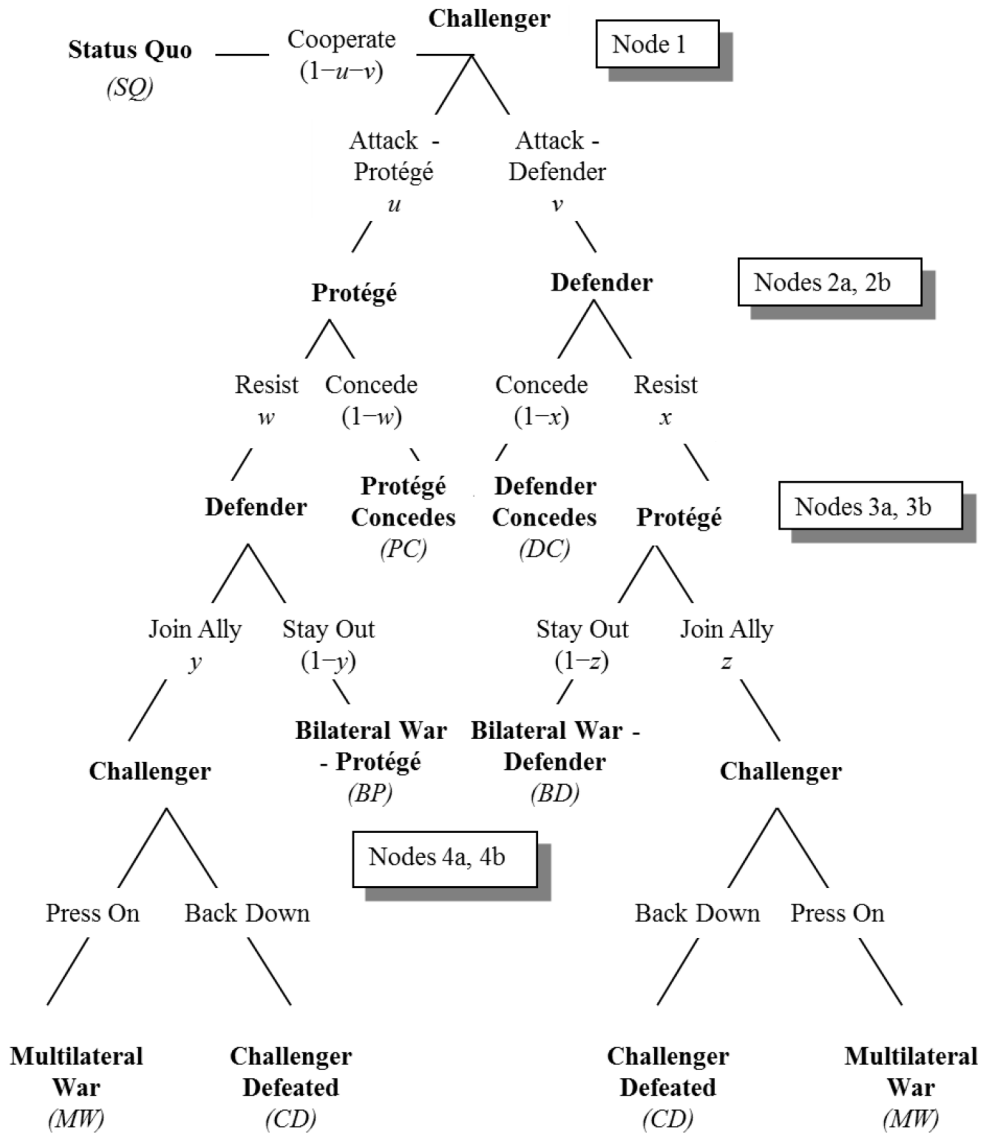 Challenger
Node 1
Status Quo
(SQ)
Cooperate
(1−u−v)
Attack -
Protégé
u
Attack -
Defender
v
Nodes 2a, 2b
Protégé
Defender
Resist
w
Concede
(1−w)
Concede
(1−x)
Resist
x
Nodes 3a, 3b
Defender
Protégé
Concedes
(PC)
Defender
Concedes
(DC)
Protégé
Join Ally
y
Stay Out
(1−y)
Stay Out
(1−z)
Join Ally
z
Challenger
Bilateral War
- Protégé
(BP)
Bilateral War -
Defender
(BD)
Challenger
Nodes 4a, 4b
Press On
Back Down
Back Down
Press On
Multilateral
War
(MW)
Challenger
Defeated
(CD)
Challenger
Defeated
(CD)
Multilateral
War
(MW)